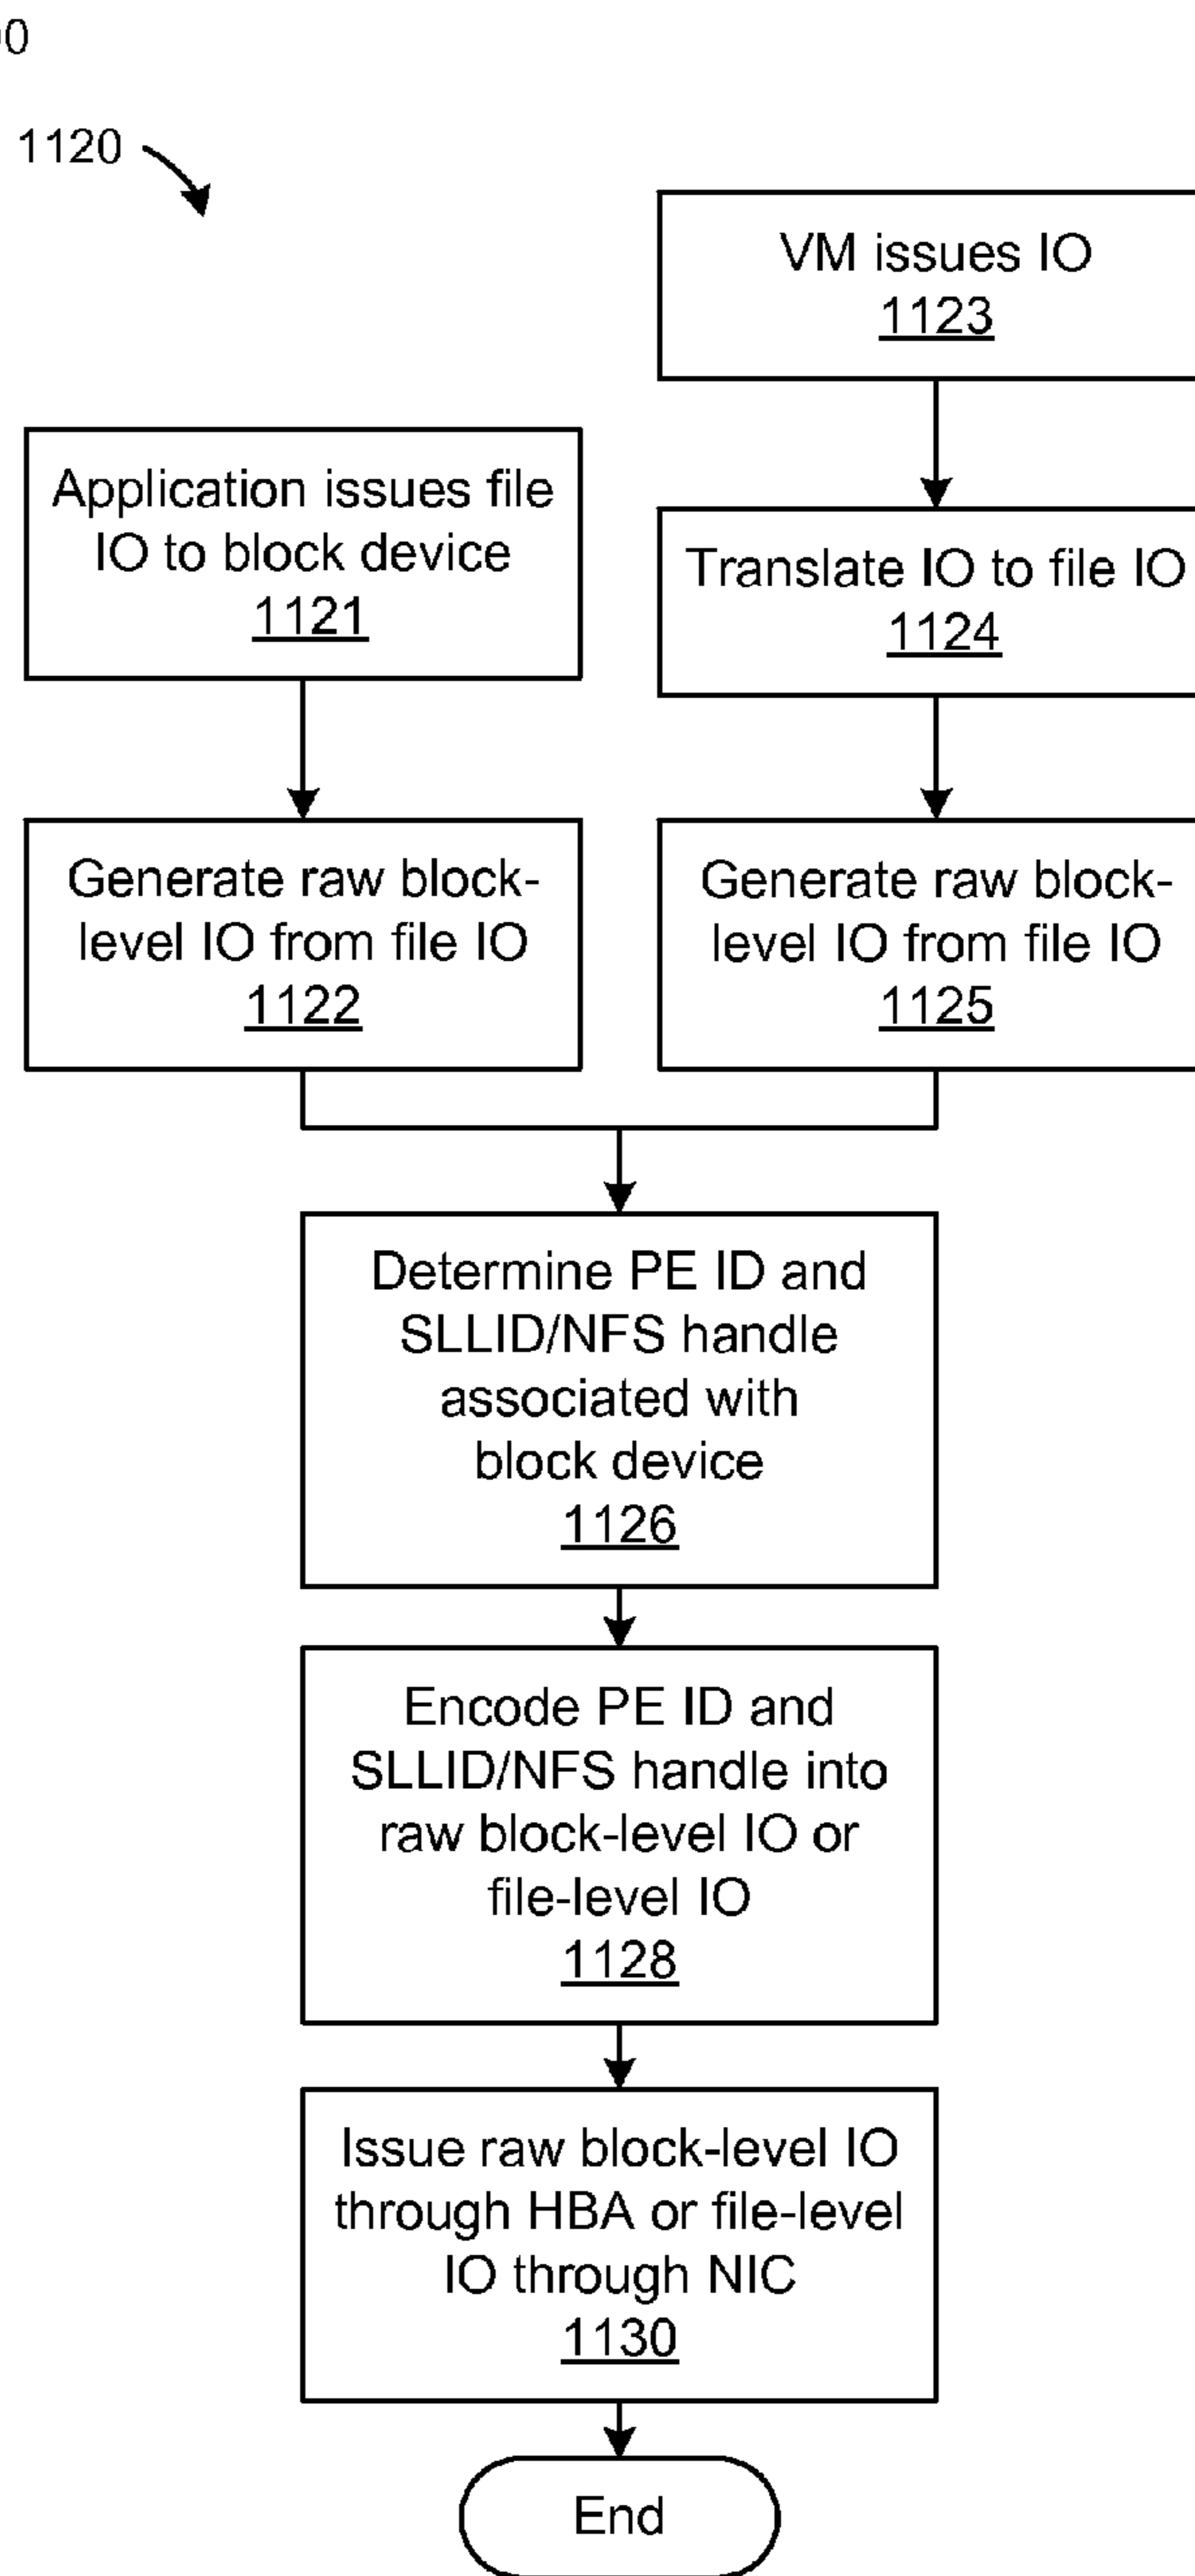 1120
VM issues IO
1123
Application issues file
IO to block device
1121
Translate IO to file IO
1124
Generate raw block-
level IO from file IO
1122
Generate raw block-
level IO from file IO
1125
Determine PE ID and
SLLID/NFS handle
associated with
block device
1126
Encode PE ID and
SLLID/NFS handle into
raw block-level IO or
file-level IO
1128
Issue raw block-level IO
through HBA or file-level
IO through NIC
1130
End